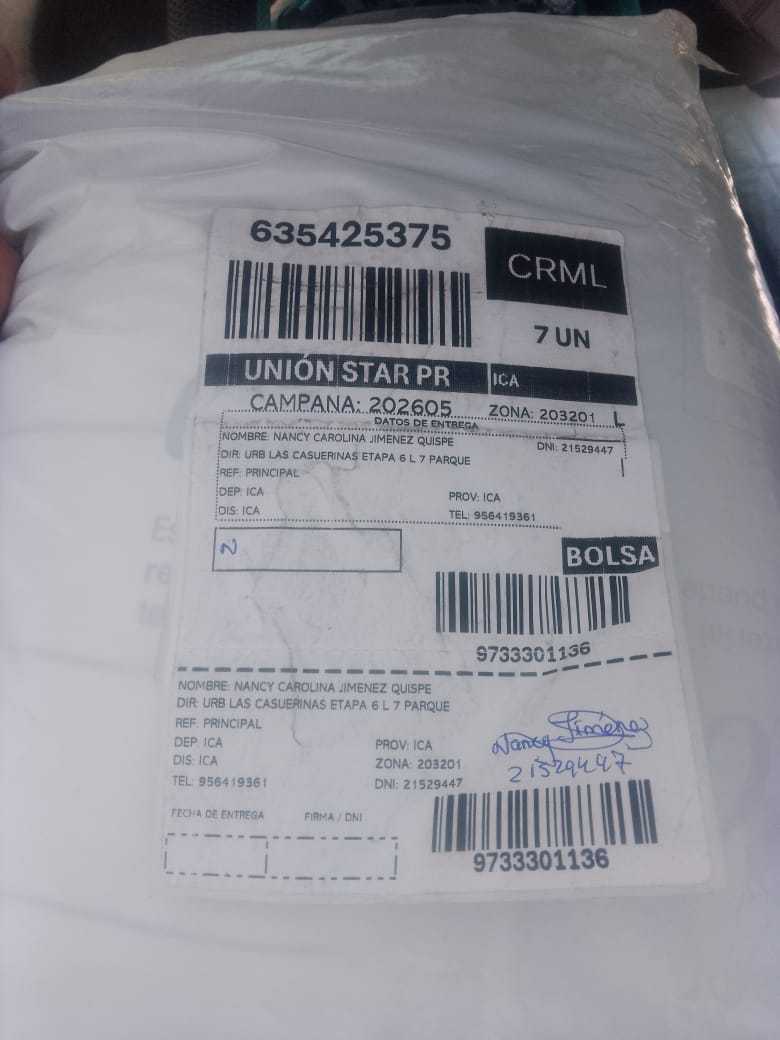 635425375
CRML
7 UN
UNIÓN STAR PR ICA
CAMPAÑA: 202605 ZONA: 203201 L
DATOS DE ENTREGA
NOMBRE: NANCY CAROLINA JIMENEZ QUISPE DNI: 21529447
DIR: URB LAS CASUERINAS ETAPA 6 L 7 PARQUE
REF: PRINCIPAL
DEP: ICA PROV: ICA
DIS: ICA TEL: 956419361
N
BOLSA
9733301136
NOMBRE: NANCY CAROLINA JIMENEZ QUISPE
DIR: URB LAS CASUERINAS ETAPA 6 L 7 PARQUE
REF: PRINCIPAL
DEP: ICA PROV: ICA
DIS: ICA ZONA: 203201
TEL: 956419361 DNI: 21529447
Nancy Jiménez
21529447
FECHA DE ENTREGA FIRMA / DNI
9733301136